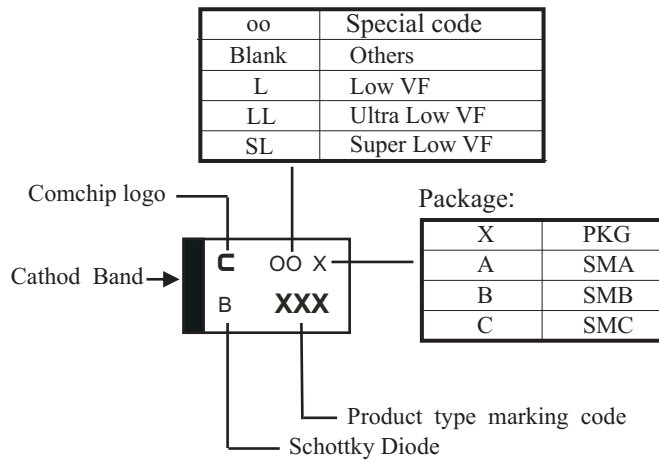 oo Special code
Blank Others
L Low VF
LL Ultra Low VF
SL Super Low VF
Comchip logo
Package:
X PKG
A SMA
B SMB
C SMC
Cathod Band
C OO X
B XXX
Product type marking code
Schottky Diode